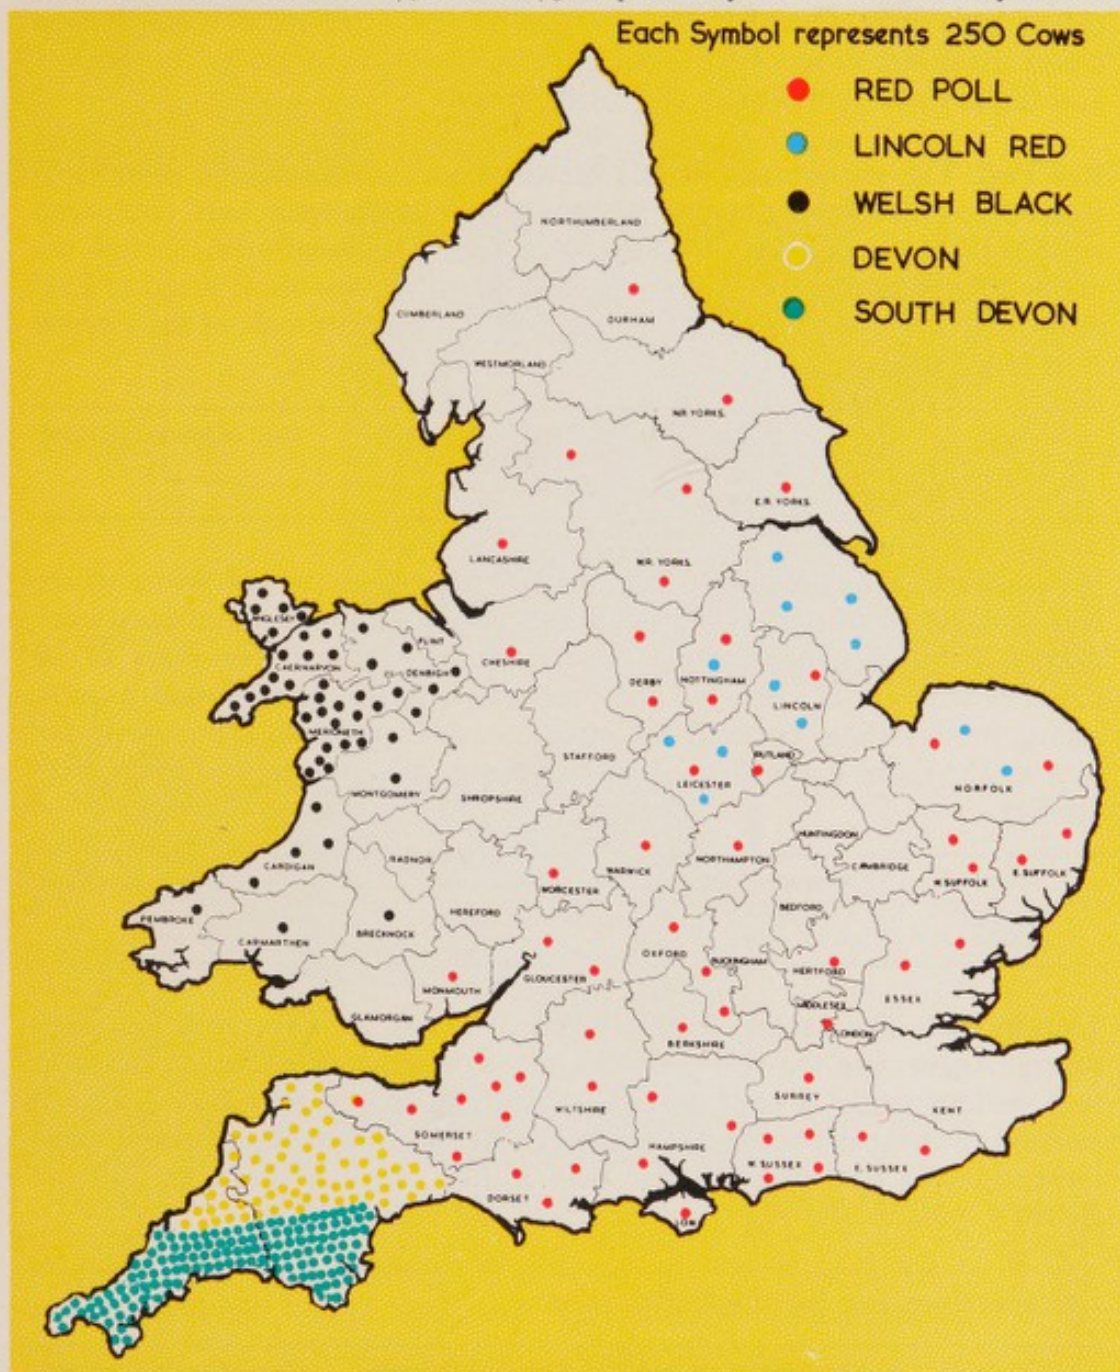 Each Symbol represents 250 Cows
RED POLL
LINCOLN RED
WELSH BLACK
DEVON
SOUTH DEVON
NORTHUMBERLAND
CUMBERLAND
DURHAM
WESTMORLAND
N.R. YORKS.
E.R. YORKS.
LANCASHIRE
W.R. YORKS.
ANGLESEY
FLINT
CAERNARVON
DENBIGH
CHESHIRE
DERBY
NOTTINGHAM
LINCOLN
MERIONETH
STAFFORD
RUTLAND
LEICESTER
NORFOLK
MONTGOMERY
SHROPSHIRE
HUNTINGDON
RADNOR
CARDIGAN
WARWICK
NORTHAMPTON
CAMBRIDGE
W. SUFFOLK
E. SUFFOLK
WORCESTER
PEMBROKE
HEREFORD
BEDFORD
CARMARTHEN
BRECKNOCK
OXFORD
BUCKINGHAM
HERTFORD
GLOUCESTER
MONMOUTH
ESSEX
MIDDLESEX
GLAMORGAN
LONDON
BERKSHIRE
SURREY
WILTSHIRE
KENT
SOMERSET
HAMPSHIRE
W. SUSSEX
E. SUSSEX
DORSET
I.O.W.